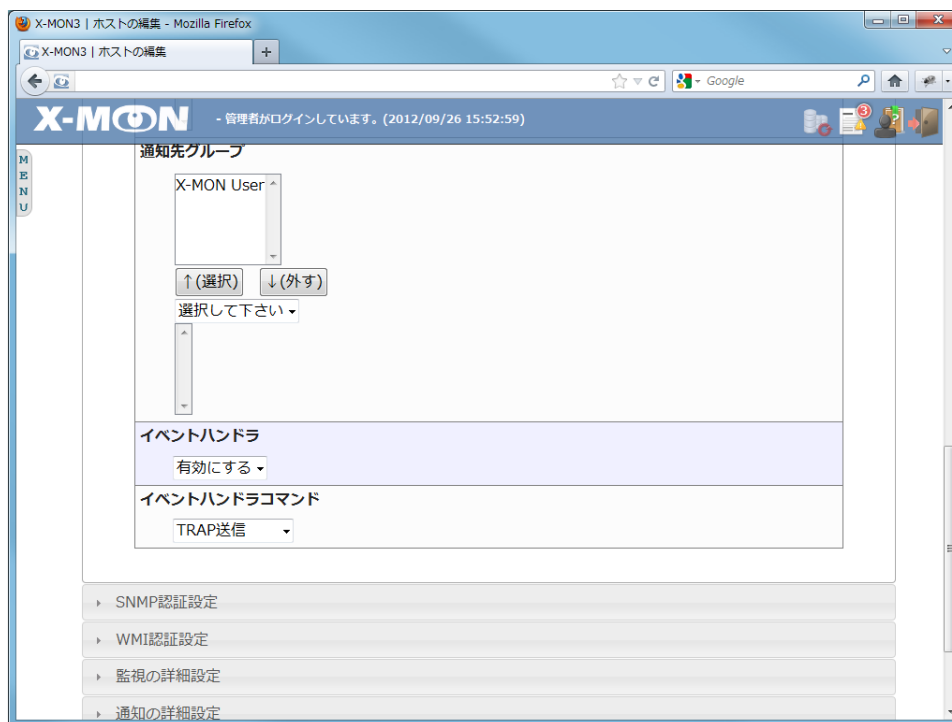 X-MON3 | ホストの編集 - Mozilla Firefox
X-MON3 | ホストの編集
Google
X-MON - 管理者がログインしています。(2012/09/26 15:52:59)
3
MENU
通知先グループ
X-MON User
↑(選択) ↓(外す)
選択して下さい
イベントハンドラ
有効にする
イベントハンドラコマンド
TRAP送信
SNMP認証設定
WMI認証設定
監視の詳細設定
通知の詳細設定